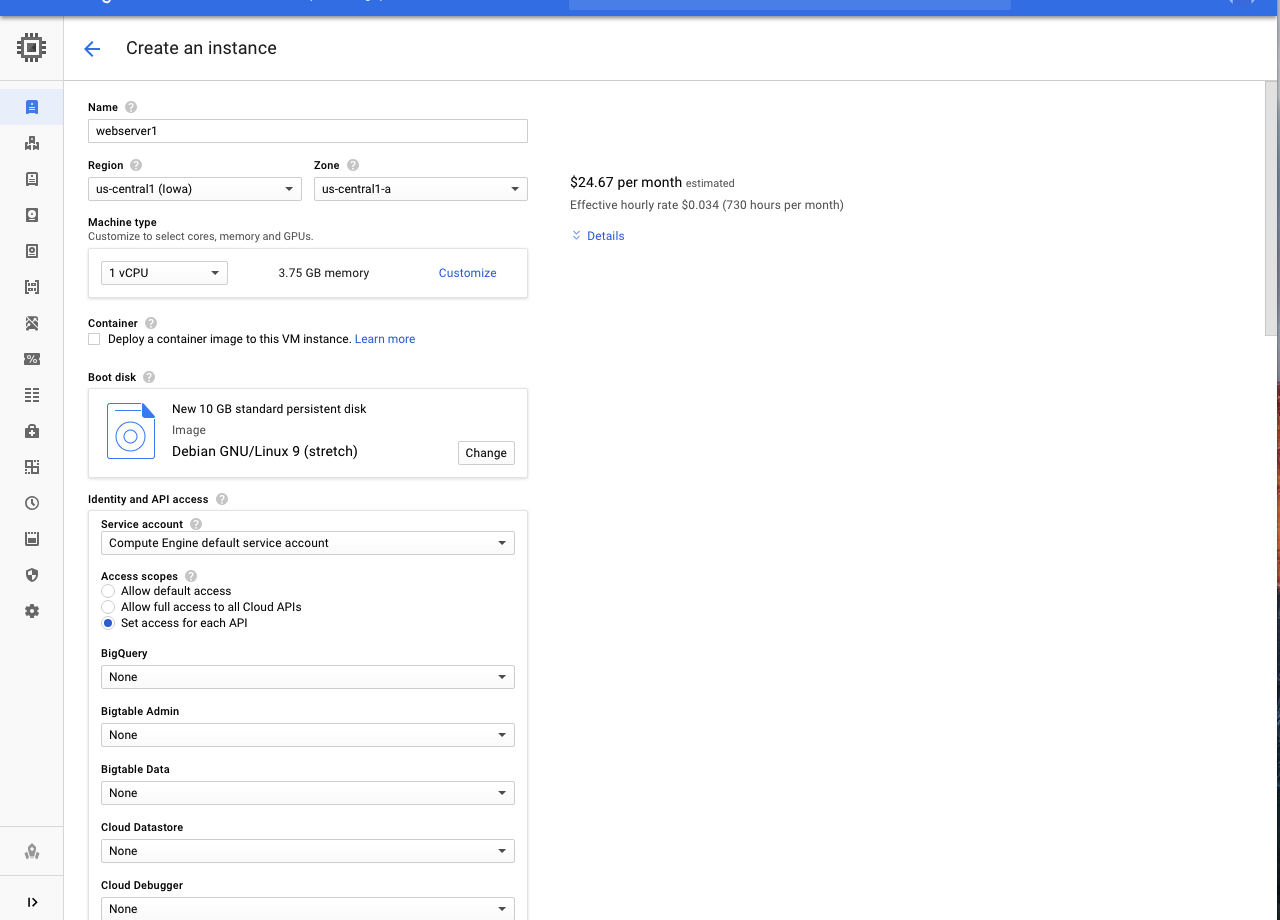 Create an instance
Name
webserver1
Region Zone
us-central1 (Iowa) us-central1-a
$24.67 per month estimated
Effective hourly rate $0.034 (730 hours per month)
Details
Machine type
Customize to select cores, memory and GPUs.
1 vCPU 3.75 GB memory Customize
Container
Deploy a container image to this VM instance. Learn more
Boot disk
New 10 GB standard persistent disk
Image
Debian GNU/Linux 9 (stretch)
Change
Identity and API access
Service account
Compute Engine default service account
Access scopes
Allow default access
Allow full access to all Cloud APIs
Set access for each API
BigQuery
None
Bigtable Admin
None
Bigtable Data
None
Cloud Datastore
None
Cloud Debugger
None